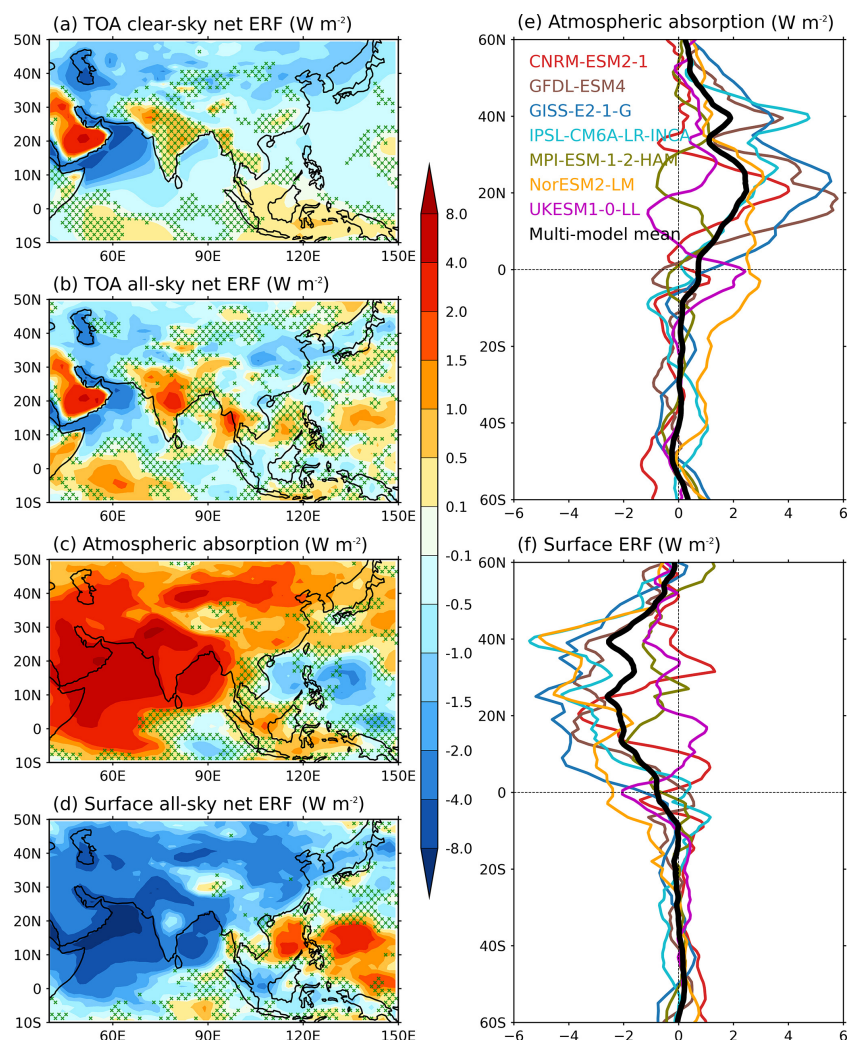 (a) TOA clear-sky net ERF (W m-2)
50N
40N
30N
20N
10N
0
10S
60E
90E
120E
150E
(b) TOA all-sky net ERF (W m-2)
50N
40N
30N
20N
10N
0
10S
60E
90E
120E
150E
(c) Atmospheric absorption (W m-2)
50N
40N
30N
20N
10N
0
10S
60E
90E
120E
150E
(d) Surface all-sky net ERF (W m-2)
50N
40N
30N
20N
10N
0
10S
60E
90E
120E
150E
8.0
4.0
2.0
1.5
1.0
0.5
0.1
-0.1
-0.5
-1.0
-1.5
-2.0
-4.0
-8.0
(e) Atmospheric absorption (W m-2)
60N
40N
20N
0
20S
40S
60S
CNRM-ESM2-1
GFDL-ESM4
GISS-E2-1-G
IPSL-CM6A-LR-INCA
MPI-ESM-1-2-HAM
NorESM2-LM
UKESM1-0-LL
Multi-model mean
−6
−4
−2
0
2
4
6
(f) Surface ERF (W m-2)
60N
40N
20N
0
20S
40S
60S
−6
−4
−2
0
2
4
6